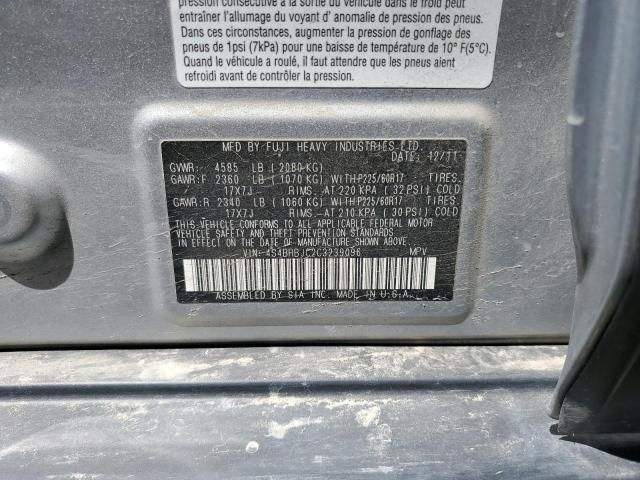 pression consécutive à la sortie du véhicule dans le froid peut
entraîner l'allumage du voyant d' anomalie de pression des pneus.
Dans ces circonstances, augmenter la pression de gonflage des
pneus de 1psi (7kPa) pour une baisse de température de 10° F(5°C).
Quand le véhicule a roulé, il faut attendre que les pneus aient
refroidi avant de contrôler la pression.
MFD BY FUJI HEAVY INDUSTRIES LTD.
DATE: 12/11
GVWR: 4585 LB ( 2080 KG)
GAWR:F 2360 LB ( 1070 KG) WITH-P225/60R17 TIRES.
17X7J RIMS. AT 220 KPA ( 32 PSI) COLD
GAWR:R 2340 LB ( 1060 KG) WITH-P225/60R17 TIRES.
17X7J RIMS. AT 210 KPA ( 30 PSI) COLD
THIS VEHICLE CONFORMS TO ALL APPLICABLE FEDERAL MOTOR
VEHICLE SAFETY AND THEFT PREVENTION STANDARDS IN EFFECT
ON THE DATE OF MANUFACTURE SHOWN ABOVE.
VIN: 4S4BRBJC2C3239096 MPV
ASSEMBLED BY SIA INC. MADE IN U.S.A.